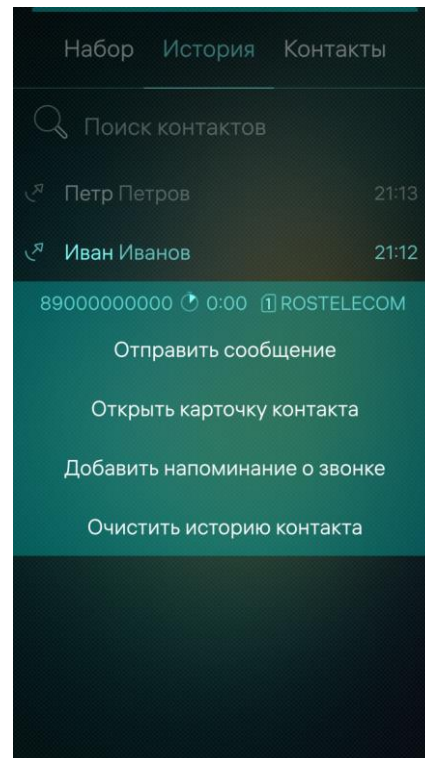 Набор История Контакты
Поиск контактов
Петр Петров 21:13
Иван Иванов 21:12
89000000000 0:00 1 ROSTELECOM
Отправить сообщение
Открыть карточку контакта
Добавить напоминание о звонке
Очистить историю контакта